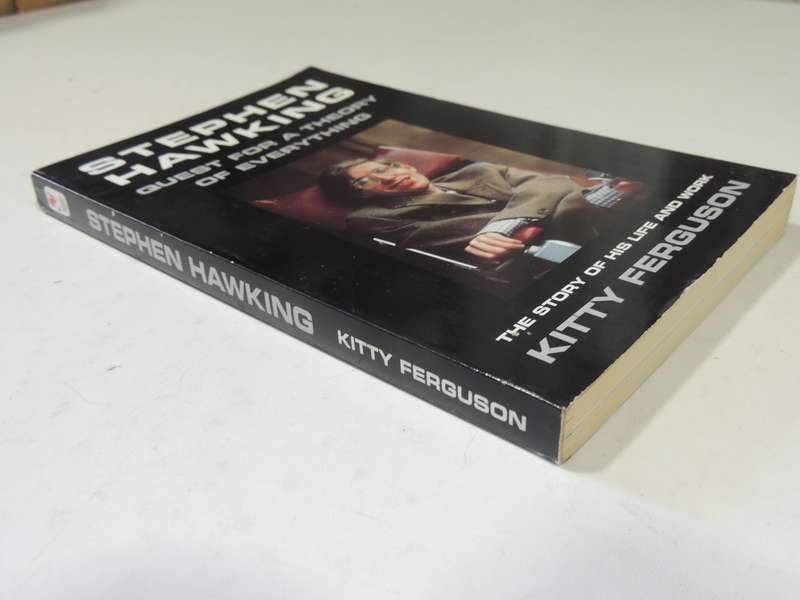 STEPHEN
HAWKING
QUEST FOR A THEORY
OF EVERYTHING
THE STORY OF HIS LIFE AND WORK
KITTY FERGUSON
STEPHEN HAWKING
KITTY FERGUSON